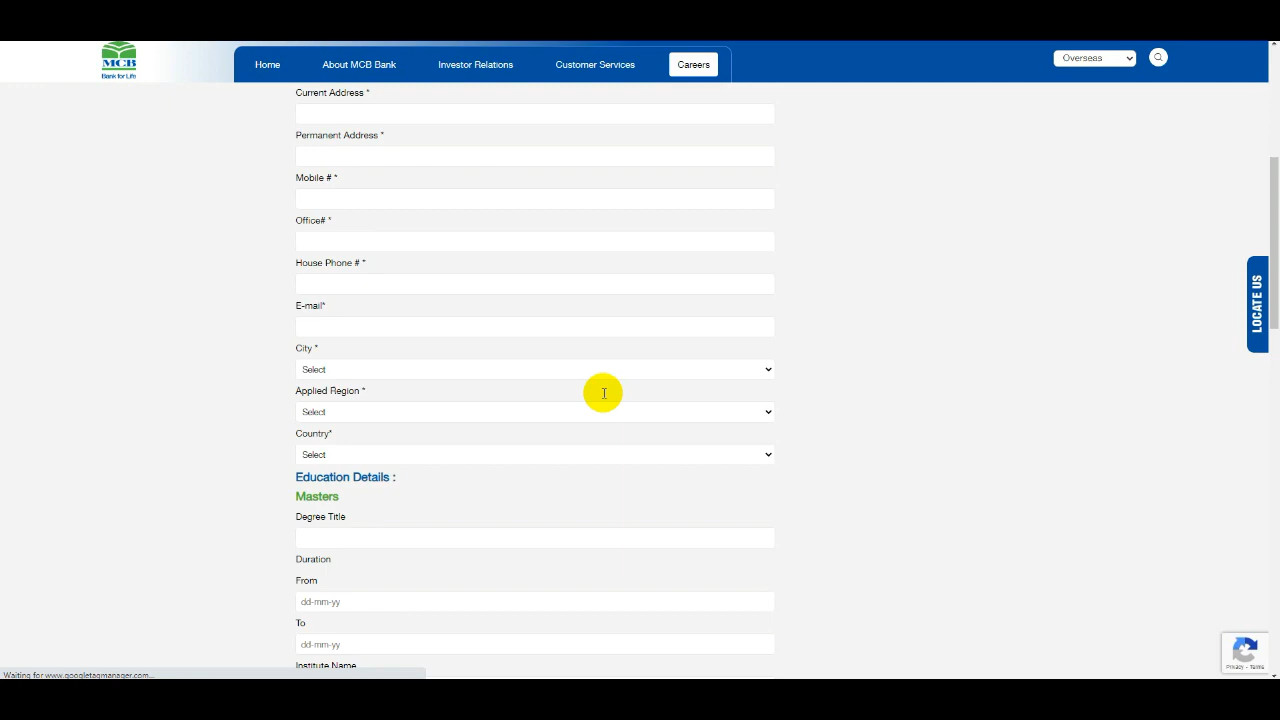 MCB
Bank for Life
Home
About MCB Bank
Investor Relations
Customer Services
Careers
Overseas
Current Address *
Permanent Address *
Mobile # *
Office# *
House Phone # *
E-mail*
City *
Select
Applied Region *
Select
Country*
Select
Education Details :
Masters
Degree Title
Duration
From
dd-mm-yy
To
dd-mm-yy
Institute Name
LOCATE US
Privacy - Terms
Waiting for www.googletagmanager.com...